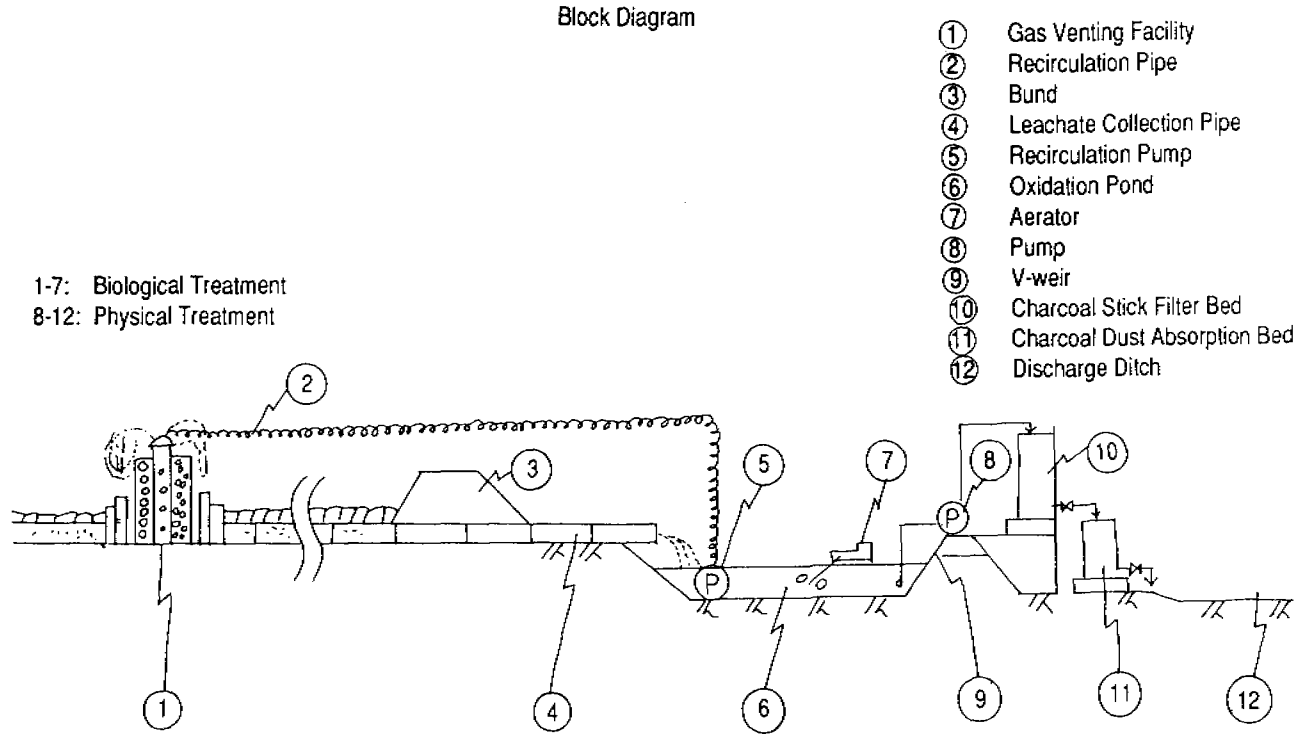 Block Diagram
① Gas Venting Facility
② Recirculation Pipe
③ Bund
④ Leachate Collection Pipe
⑤ Recirculation Pump
⑥ Oxidation Pond
⑦ Aerator
⑧ Pump
⑨ V-weir
⑩ Charcoal Stick Filter Bed
⑪ Charcoal Dust Absorption Bed
⑫ Discharge Ditch
1-7: Biological Treatment
8-12: Physical Treatment
2
3
5
7
8
10
P
P
1
4
6
9
11
12